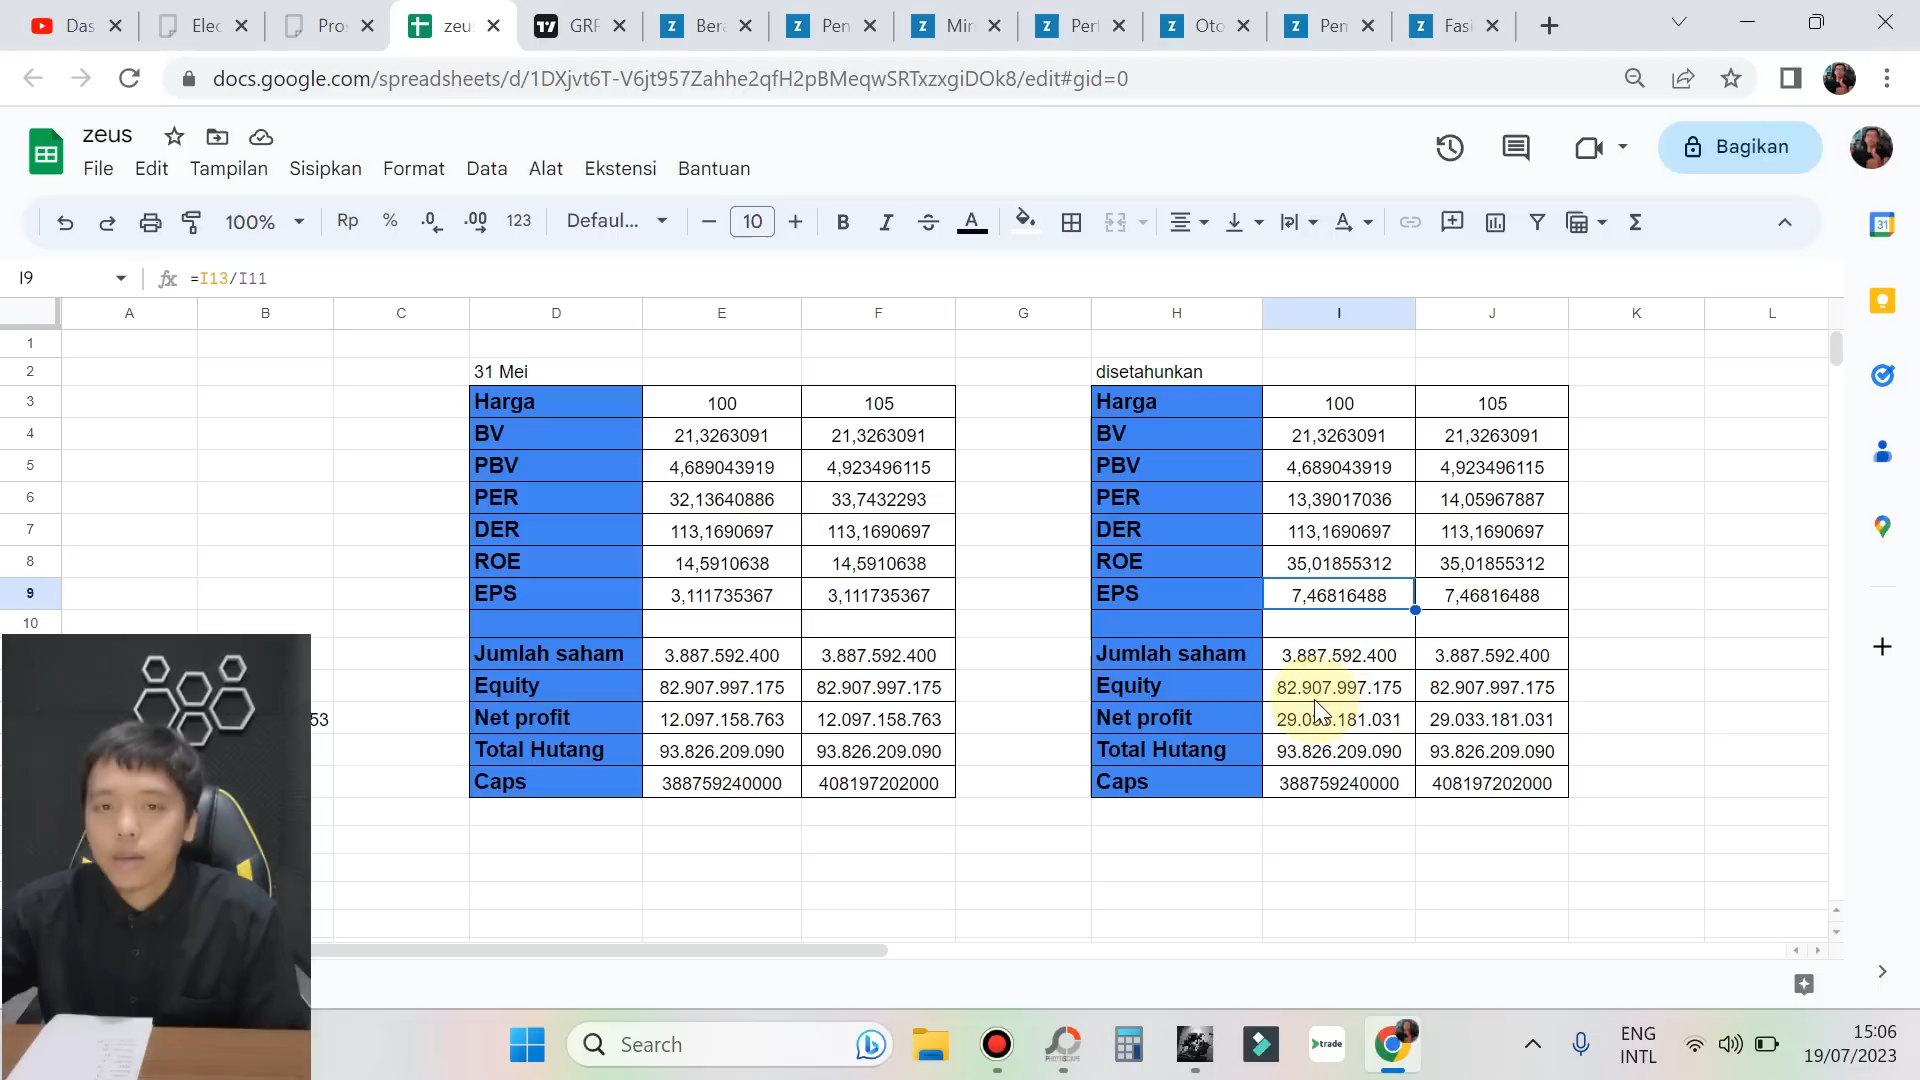 Das
Elec
Pro
zeu
GRP
Ber
Pen
Min
Peri
Oto
Pen
Fasi
docs.google.com/spreadsheets/d/1DXjvt6T-V6jt957Zahhe2qfH2pBMeqwSRTxzxgiDOk8/edit#gid=0
zeus
File Edit Tampilan Sisipkan Format Data Alat Ekstensi Bantuan
Bagikan
100% Rp % .0 .00 123 Defaul... 10
31
I9 =I13/I11
A B C D E F G H I J K L
1
2 31 Mei disetahunkan
3 Harga 100 105 Harga 100 105
4 BV 21,3263091 21,3263091 BV 21,3263091 21,3263091
5 PBV 4,689043919 4,923496115 PBV 4,689043919 4,923496115
6 PER 32,13640886 33,7432293 PER 13,39017036 14,05967887
7 DER 113,1690697 113,1690697 DER 113,1690697 113,1690697
8 ROE 14,5910638 14,5910638 ROE 35,01855312 35,01855312
9 EPS 3,111735367 3,111735367 EPS 7,46816488 7,46816488
10
Jumlah saham 3.887.592.400 3.887.592.400 Jumlah saham 3.887.592.400 3.887.592.400
Equity 82.907.997.175 82.907.997.175 Equity 82.907.997.175 82.907.997.175
53 Net profit 12.097.158.763 12.097.158.763 Net profit 29.033.181.031 29.033.181.031
Total Hutang 93.826.209.090 93.826.209.090 Total Hutang 93.826.209.090 93.826.209.090
Caps 388759240000 408197202000 Caps 388759240000 408197202000
Search
PHOTOSCAPE
trade
ENG
INTL
15:06
19/07/2023